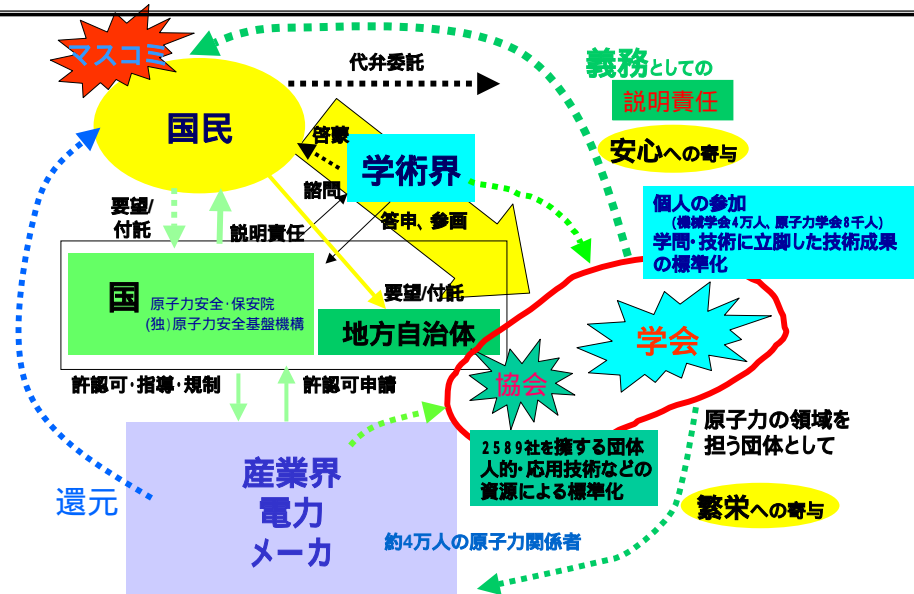 マスコミ
代弁委託
義務としての
説明責任
国民
啓蒙
安心への寄与
学術界
諮問
個人の参加
(機械学会4万人、原子力学会8千人)
学問・技術に立脚した技術成果
の標準化
要望/
付託
説明責任
答申、参画
国
原子力安全・保安院
(独)原子力安全基盤機構
要望/付託
地方自治体
学会
協会
許認可・指導・規制
許認可申請
原子力の領域を
担う団体として
2589社を擁する団体
人的・応用技術などの
資源による標準化
産業界
電力
メーカ
還元
繁栄への寄与
約4万人の原子力関係者